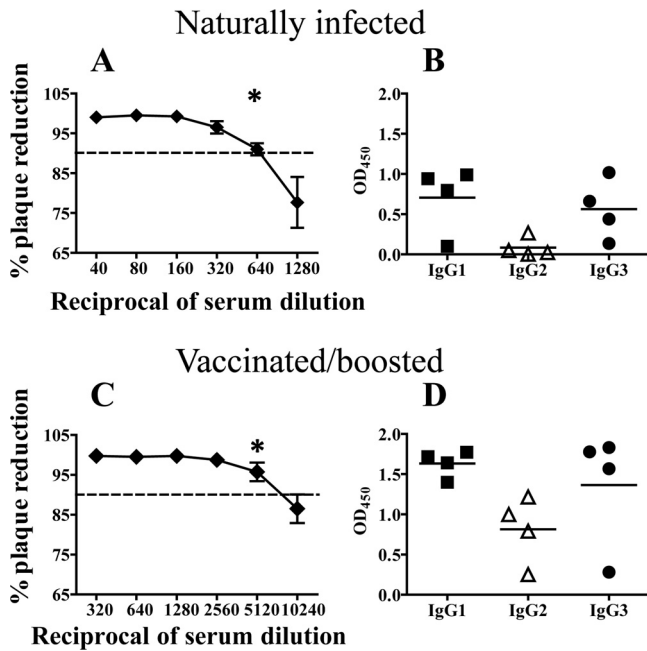 Naturally infected
A
B
*
% plaque reduction
105
95
85
75
65
40 80 160 320 640 1280
Reciprocal of serum dilution
OD450
2.0
1.5
1.0
0.5
0.0
IgG1 IgG2 IgG3
Vaccinated/boosted
C
D
*
% plaque reduction
105
95
85
75
65
320 640 1280 2560 5120 10240
Reciprocal of serum dilution
OD450
2.0
1.5
1.0
0.5
0.0
IgG1 IgG2 IgG3